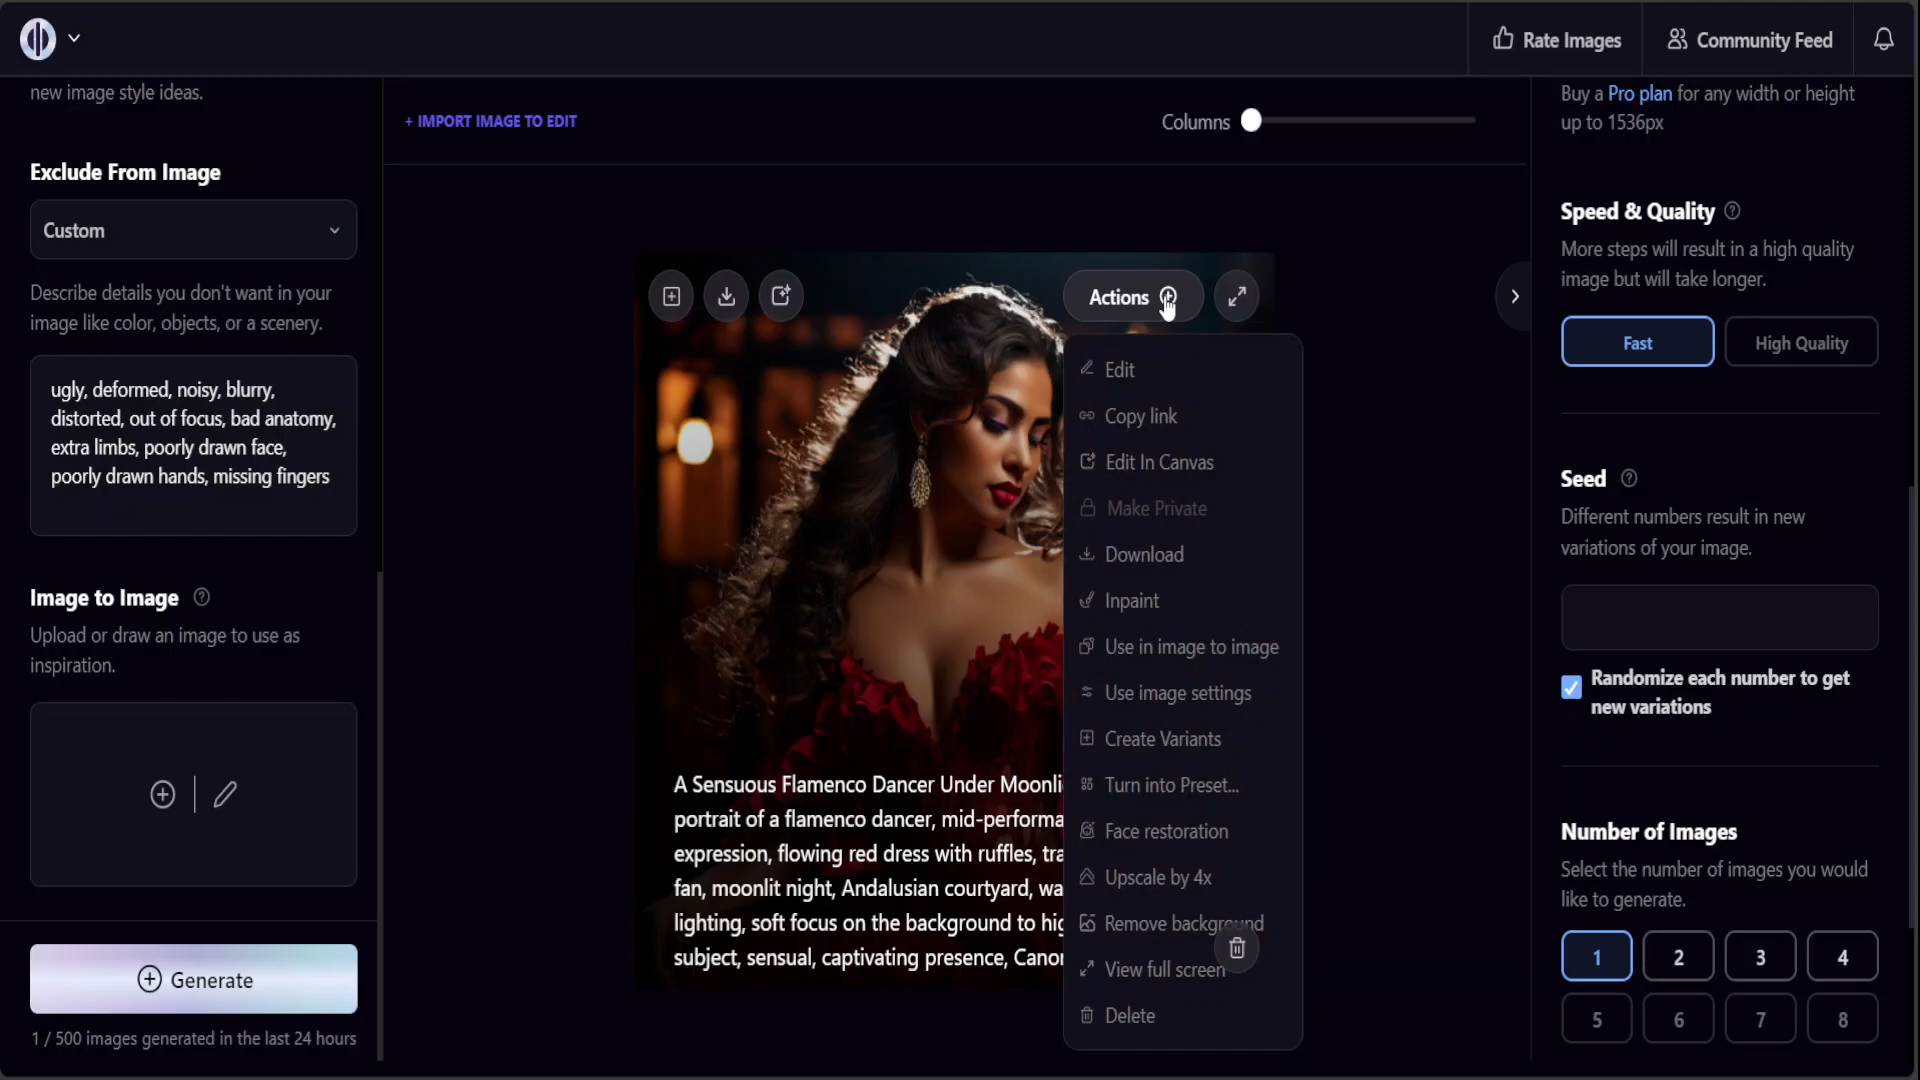 Rate Images
Community Feed
new image style ideas.
Exclude From Image
Custom
Describe details you don't want in your
image like color, objects, or a scenery.
ugly, deformed, noisy, blurry,
distorted, out of focus, bad anatomy,
extra limbs, poorly drawn face,
poorly drawn hands, missing fingers
Image to Image
Upload or draw an image to use as
inspiration.
Generate
1 / 500 images generated in the last 24 hours
+ IMPORT IMAGE TO EDIT
Columns
Actions
Edit
Copy link
Edit In Canvas
Make Private
Download
Inpaint
Use in image to image
Use image settings
Create Variants
Turn into Preset...
Face restoration
Upscale by 4x
Remove background
View full screen
Delete
A Sensuous Flamenco Dancer Under Moonli
portrait of a flamenco dancer, mid-performa
expression, flowing red dress with ruffles, tra
fan, moonlit night, Andalusian courtyard, wa
lighting, soft focus on the background to hig
subject, sensual, captivating presence, Canon
Buy a Pro plan for any width or height
up to 1536px
Speed & Quality
More steps will result in a high quality
image but will take longer.
Fast
High Quality
Seed
Different numbers result in new
variations of your image.
Randomize each number to get
new variations
Number of Images
Select the number of images you would
like to generate.
1 2 3 4
5 6 7 8